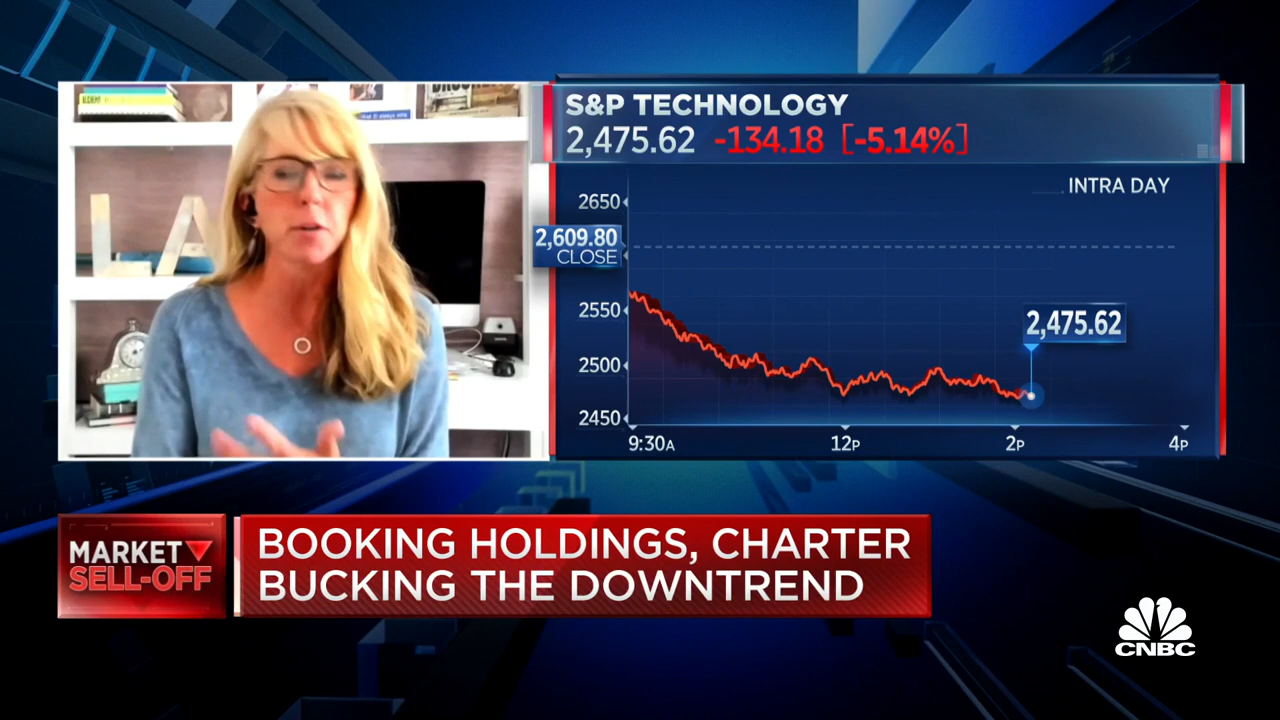 S&P TECHNOLOGY
2,475.62 -134.18 [-5.14%]
INTRA DAY
2650
2,609.80
CLOSE
2550
2500
2450
2,475.62
9:30A 12P 2P 4P
LA
MARKET
SELL-OFF
BOOKING HOLDINGS, CHARTER
BUCKING THE DOWNTREND
CNBC